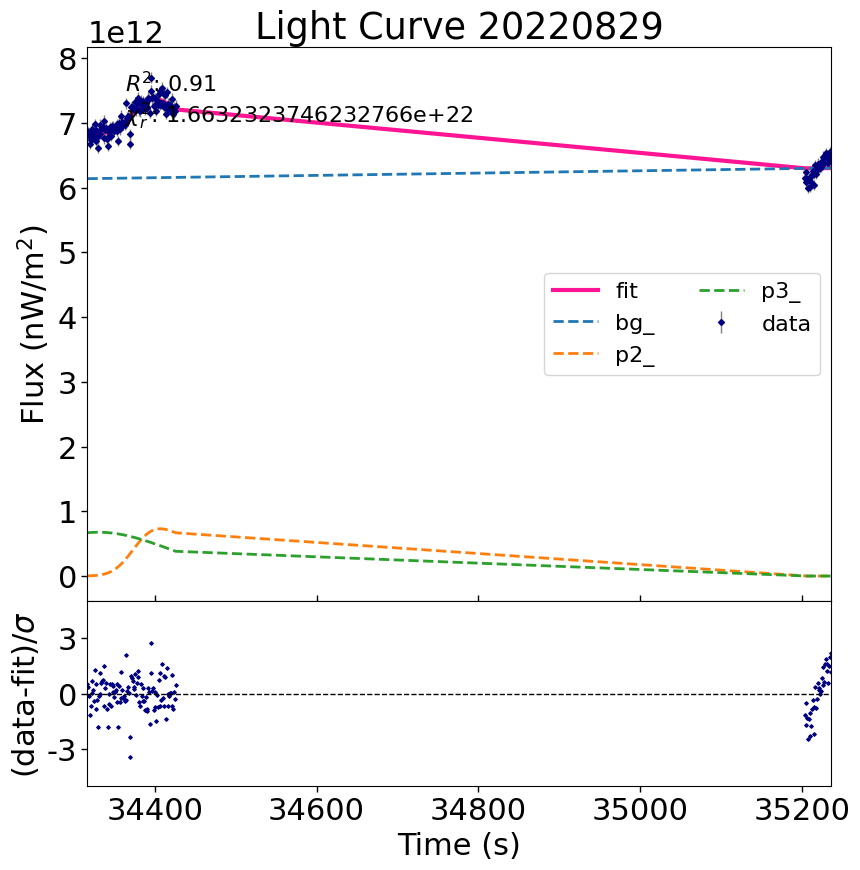 Light Curve 20220829
1e12
R²: 0.91
: 1.6632323746232766e+22
8
7
6
5
4
3
2
1
0
Flux (nW/m²)
fit
bg_
p2_
p3_
data
3
0
-3
(data-fit)/σ
34400 34600 34800 35000 35200
Time (s)